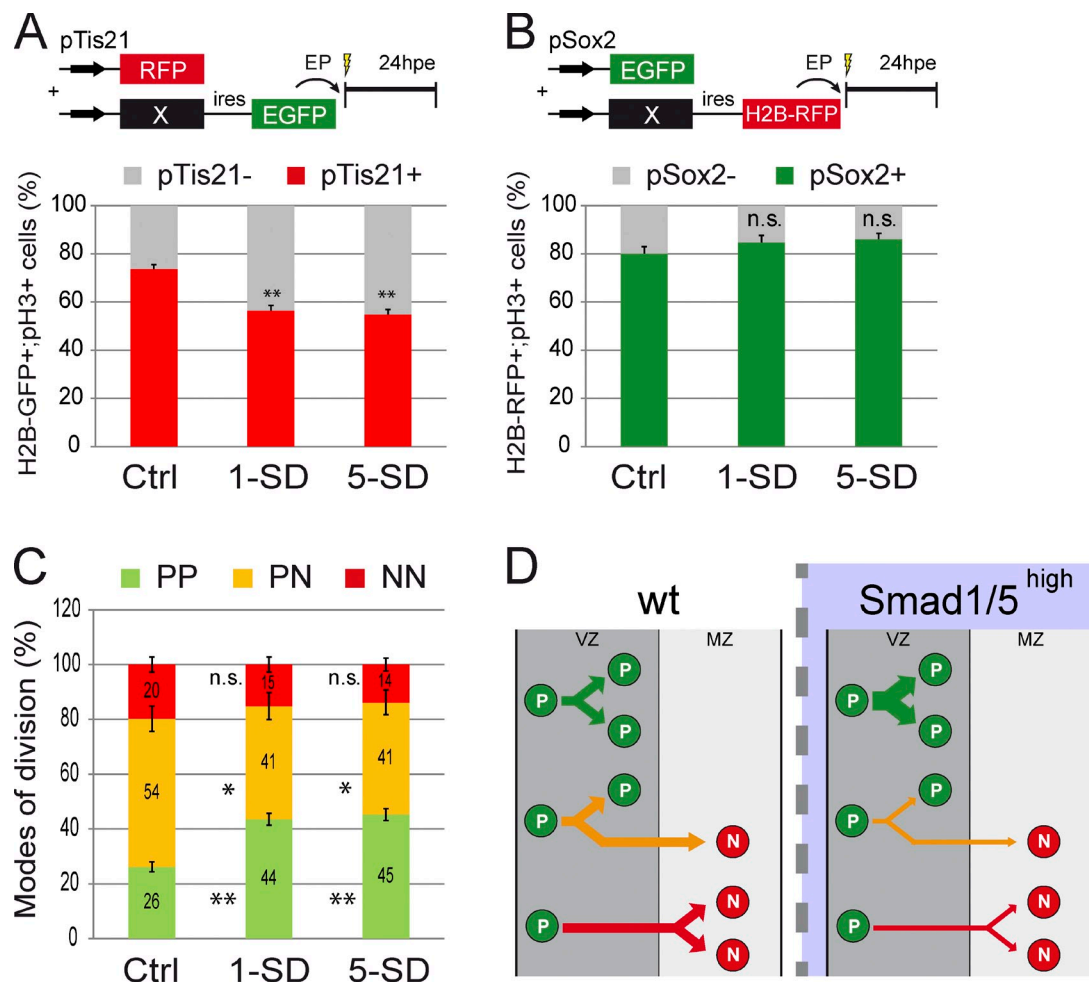 A
pTis21
RFP
EP
24hpe
+
X
ires
EGFP
pTis21-
pTis21+
H2B-GFP+;pH3+ cells (%)
100
80
60
40
20
0
**
**
Ctrl
1-SD
5-SD
B
pSox2
EGFP
EP
24hpe
+
X
ires
H2B-RFP
pSox2-
pSox2+
H2B-RFP+;pH3+ cells (%)
100
80
60
40
20
0
n.s.
n.s.
Ctrl
1-SD
5-SD
C
PP
PN
NN
Modes of division (%)
120
100
80
60
40
20
0
20
54
26
n.s.
15
*
41
**
44
n.s.
14
*
41
**
45
Ctrl
1-SD
5-SD
D
wt
VZ
MZ
P
P
P
P
P
N
P
N
N
Smad1/5 high
VZ
MZ
P
P
P
P
P
N
P
N
N